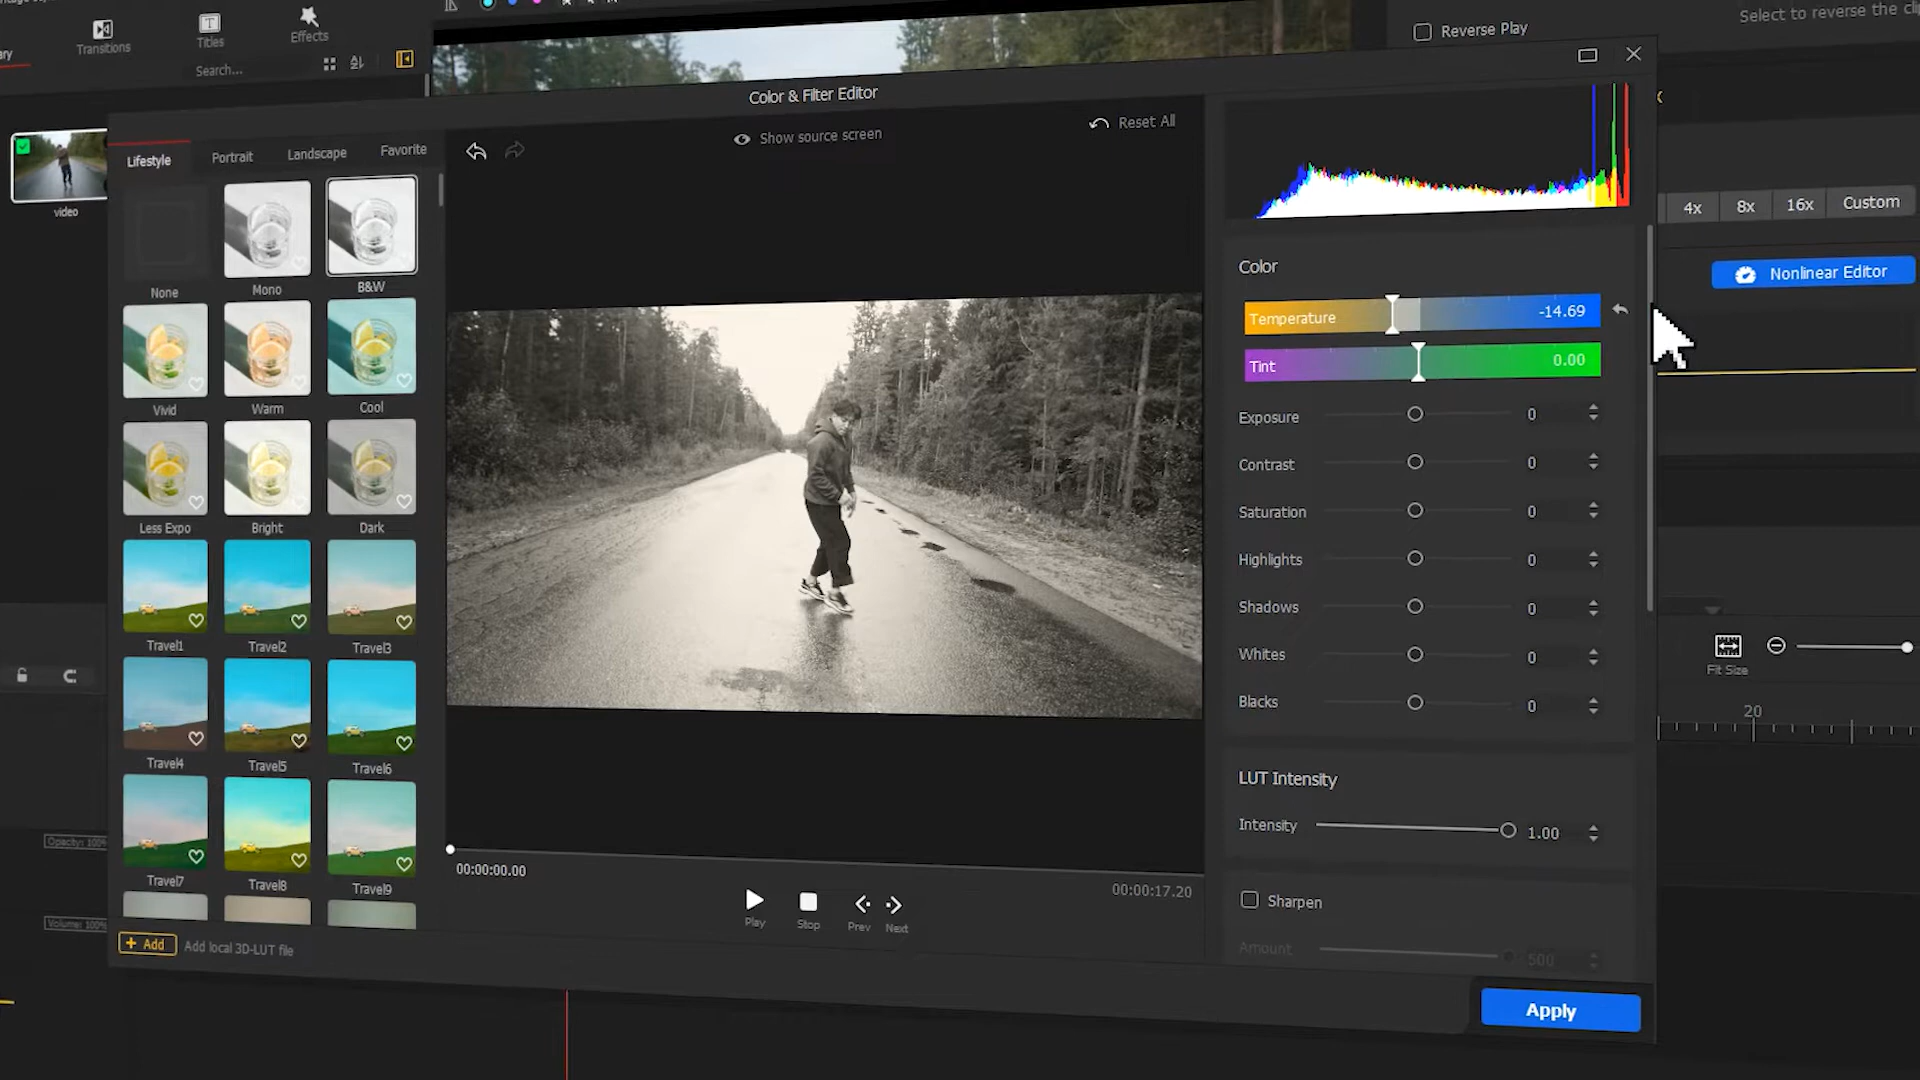 Transitions
Titles
Effects
Search...
Reverse Play
Select to reverse the
Color & Filter Editor
Lifestyle
Portrait
Landscape
Favorite
Show source screen
Reset All
video
None
Mono
B&W
Vivid
Warm
Cool
Less Expo
Bright
Dark
Travel1
Travel2
Travel3
Travel4
Travel5
Travel6
Travel7
Travel8
Travel9
+ Add
Add local 3D-LUT file
00:00:00.00
00:00:17.20
Play
Stop
Prev
Next
Color
Temperature -14.69
Tint 0.00
Exposure 0
Contrast 0
Saturation 0
Highlights 0
Shadows 0
Whites 0
Blacks 0
LUT Intensity
Intensity 1.00
Sharpen
Amount 500
Apply
4x 8x 16x Custom
Nonlinear Editor
Fit Size
20
Opacity: 100%
Volume: 100%